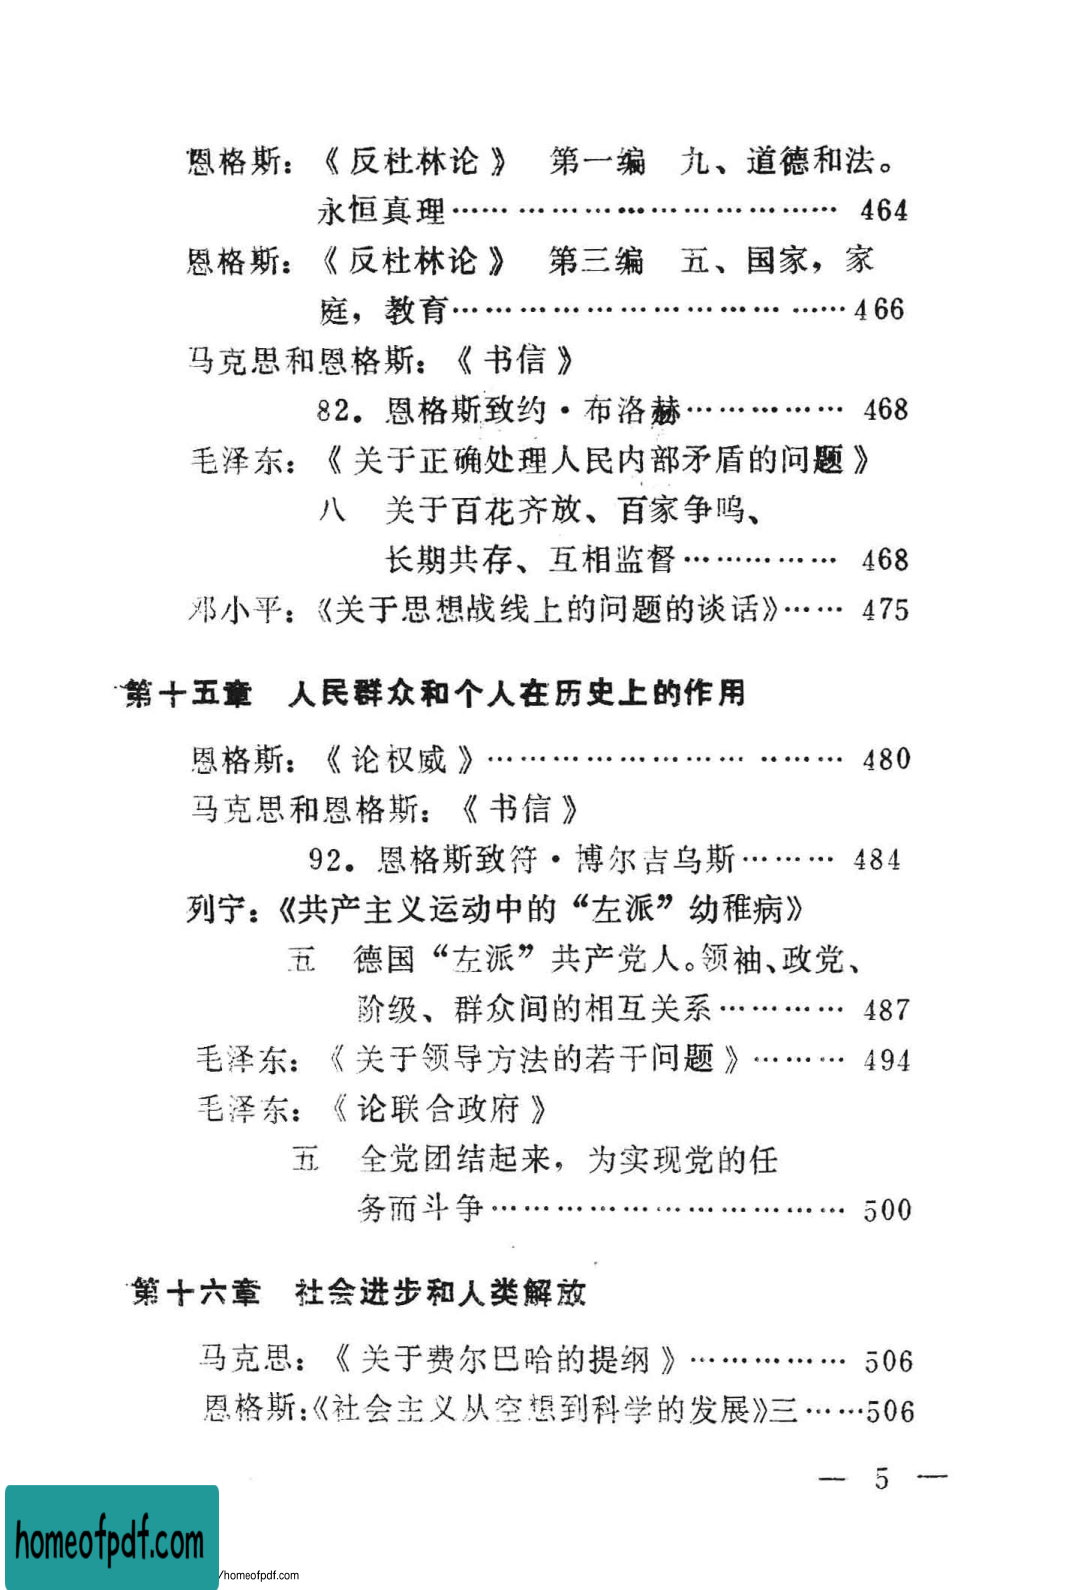 恩格斯：《反杜林论》　第一编　九、道德和法。
永恒真理………………………………… 464
恩格斯：《反杜林论》　第三编　五、国家，家
庭，教育…………………………………466
马克思和恩格斯：《书信》
82. 恩格斯致约·布洛赫…………… 468
毛泽东：《关于正确处理人民内部矛盾的问题》
八　关于百花齐放、百家争鸣、
长期共存、互相监督…………… 468
邓小平：《关于思想战线上的问题的谈话》…… 475
第十五章　人民群众和个人在历史上的作用
恩格斯：《论权威》……………………………… 480
马克思和恩格斯：《书信》
92. 恩格斯致符·博尔吉乌斯……… 484
列宁：《共产主义运动中的“左派”幼稚病》
五　德国“左派”共产党人。领袖、政党、
阶级、群众间的相互关系………… 487
毛泽东：《关于领导方法的若干问题》……… 494
毛泽东：《论联合政府》
五　全党团结起来，为实现党的任
务而斗争……………………………… 500
第十六章　社会进步和人类解放
马克思：《关于费尔巴哈的提纲》…………… 506
恩格斯：《社会主义从空想到科学的发展》三……506
— 5 —
homeofpdf.com
/homeofpdf.com